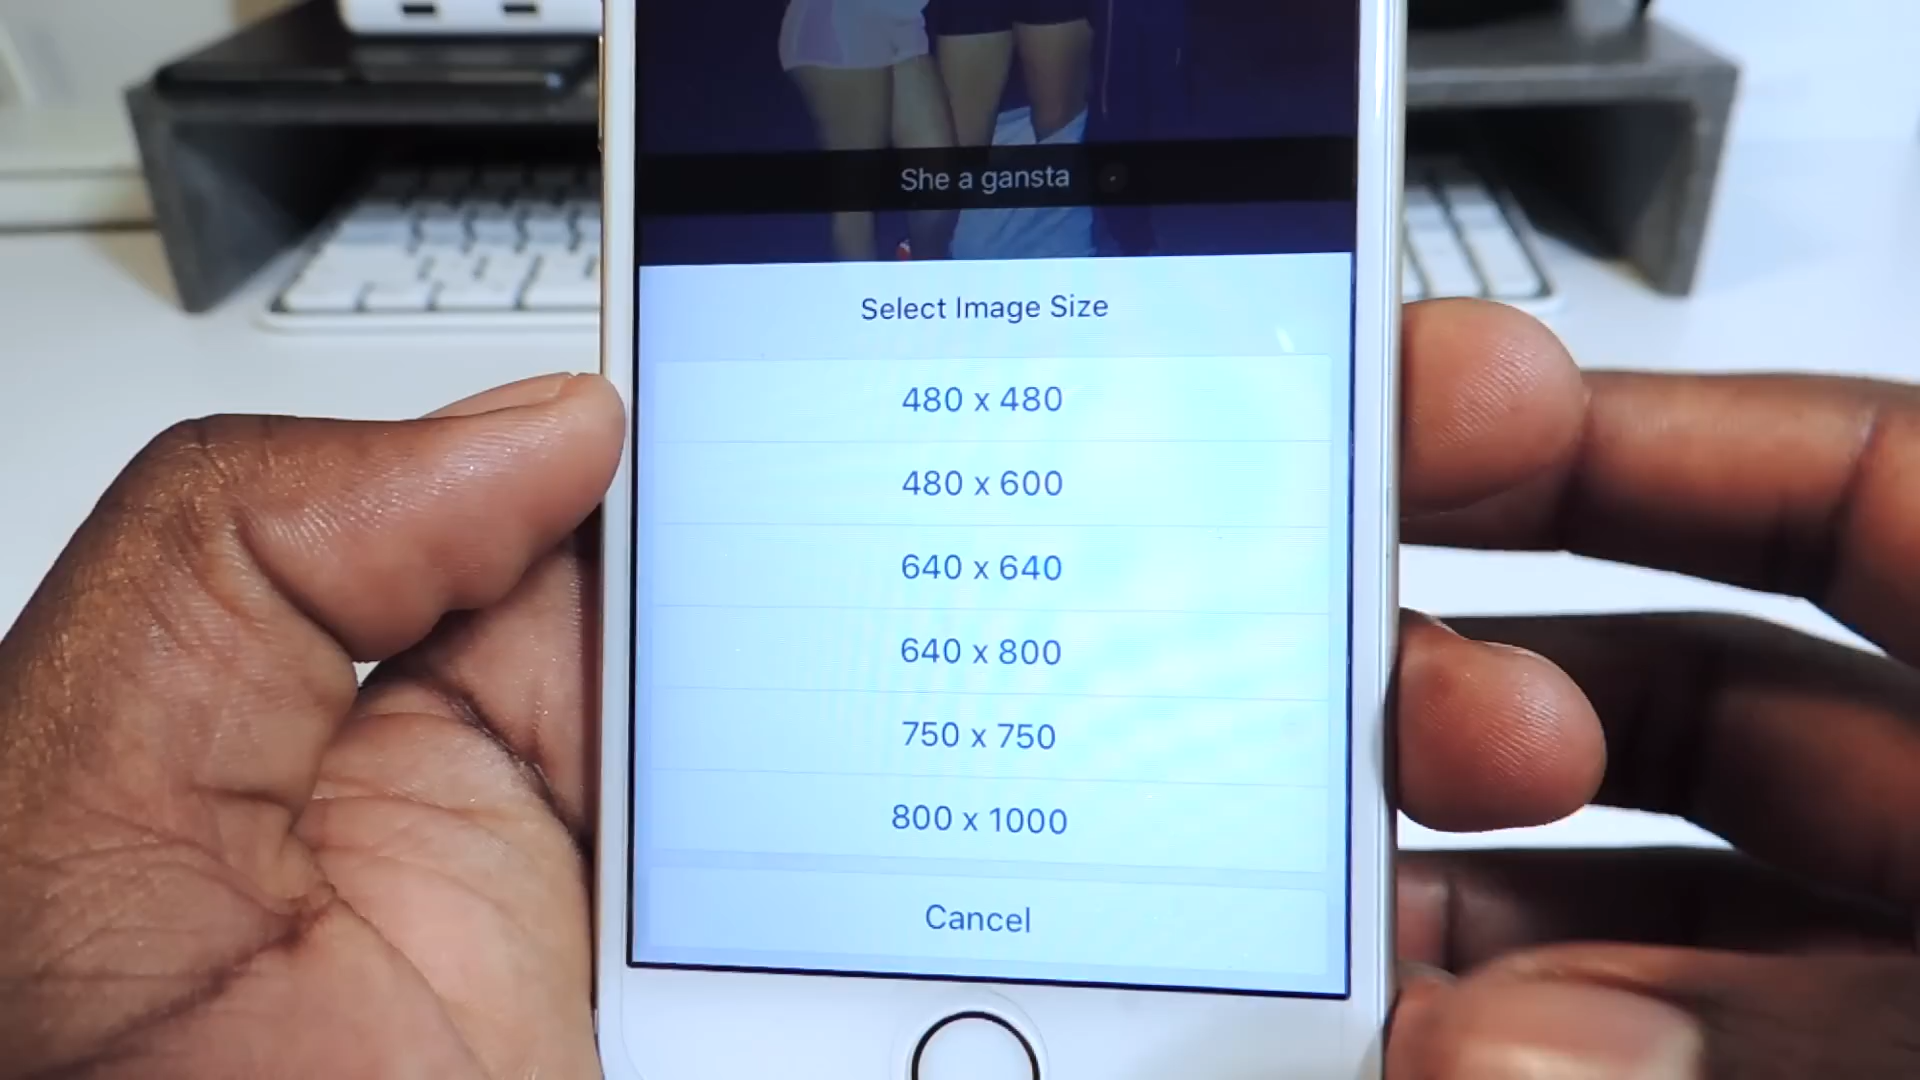 She a gansta
Select Image Size
480 x 480
480 x 600
640 x 640
640 x 800
750 x 750
800 x 1000
Cancel